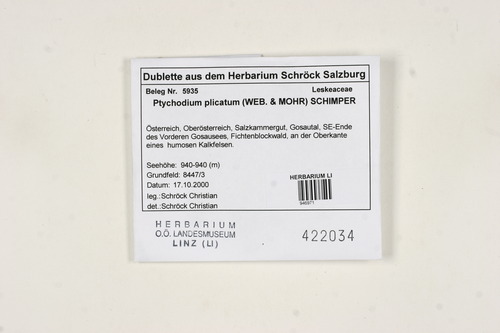 Dublette aus dem Herbarium Schröck Salzburg
Beleg Nr. 5935 Leskeaceae
Ptychodium plicatum (WEB. & MOHR) SCHIMPER
Österreich, Oberösterreich, Salzkammergut, Gosautal, SE-Ende
des Vorderen Gosausees, Fichtenblockwald, an der Oberkante
eines humosen Kalkfelsen.
Seehöhe: 940-940 (m)
Grundfeld: 8447/3
Datum: 17.10.2000
leg.:Schröck Christian
det.:Schröck Christian
HERBARIUM LI
940371
HERBARIUM
O.Ö. LANDESMUSEUM
LINZ (LI)
422034